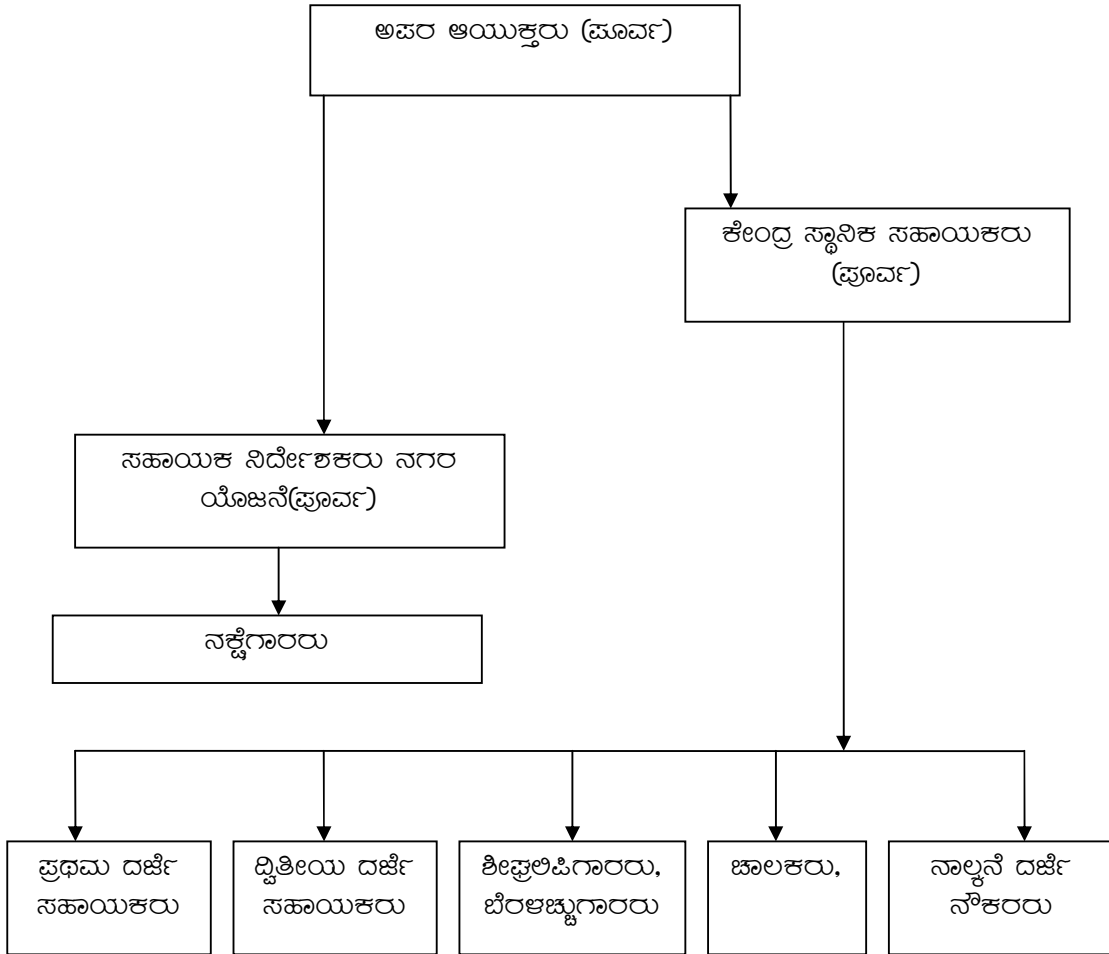 ಅಪರ ಆಯುಕ್ತರು (ಪೂರ್ವ)
ಕೇಂದ್ರ ಸ್ಥಾನಿಕ ಸಹಾಯಕರು
(ಪೂರ್ವ)
ಸಹಾಯಕ ನಿರ್ದೇಶಕರು ನಗರ
ಯೊಜನೆ(ಪೂರ್ವ)
ನಕ್ಷೆಗಾರರು
ಪ್ರಥಮ ದರ್ಜೆ
ಸಹಾಯಕರು
ದ್ವಿತೀಯ ದರ್ಜೆ
ಸಹಾಯಕರು
ಶೀಘ್ರಲಿಪಿಗಾರರು,
ಬೆರಳಚ್ಚುಗಾರರು
ಚಾಲಕರು,
ನಾಲ್ಕನೆ ದರ್ಜೆ
ನೌಕರರು